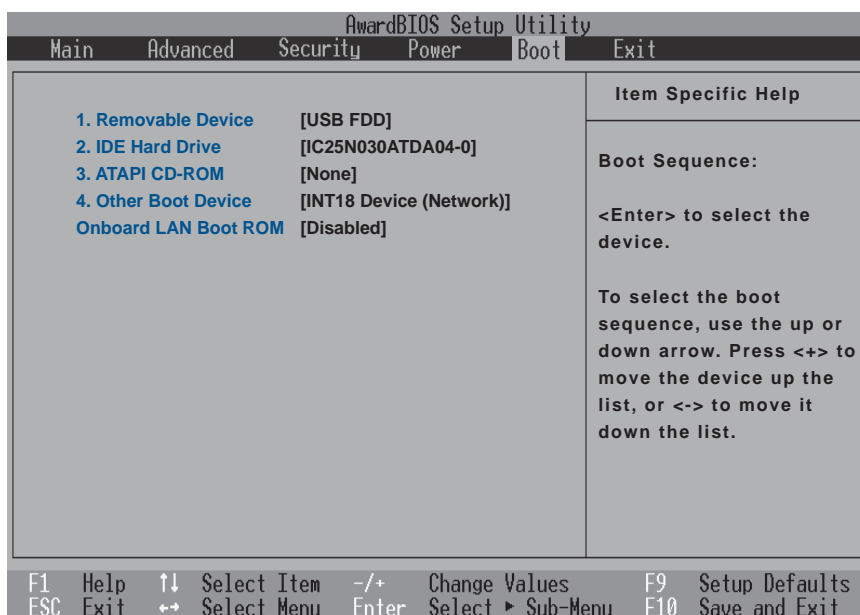 AwardBIOS Setup Utility
Main Advanced Security Power Boot Exit
1. Removable Device [USB FDD]
2. IDE Hard Drive [IC25N030ATDA04-0]
3. ATAPI CD-ROM [None]
4. Other Boot Device [INT18 Device (Network)]
Onboard LAN Boot ROM [Disabled]
Item Specific Help
Boot Sequence:
<Enter> to select the
device.
To select the boot
sequence, use the up or
down arrow. Press <+> to
move the device up the
list, or <-> to move it
down the list.
F1 Help ↑↓ Select Item -/+ Change Values F9 Setup Defaults
ESC Exit ←→ Select Menu Enter Select ▶ Sub-Menu F10 Save and Exit